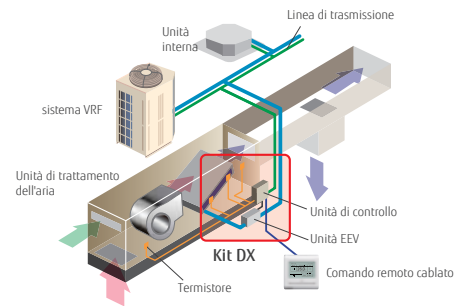 Linea di trasmissione
Unità
interna
sistema VRF
Unità di trattamento
dell'aria
Unità di controllo
Unità EEV
Kit DX
Comando remoto cablato
Termistore